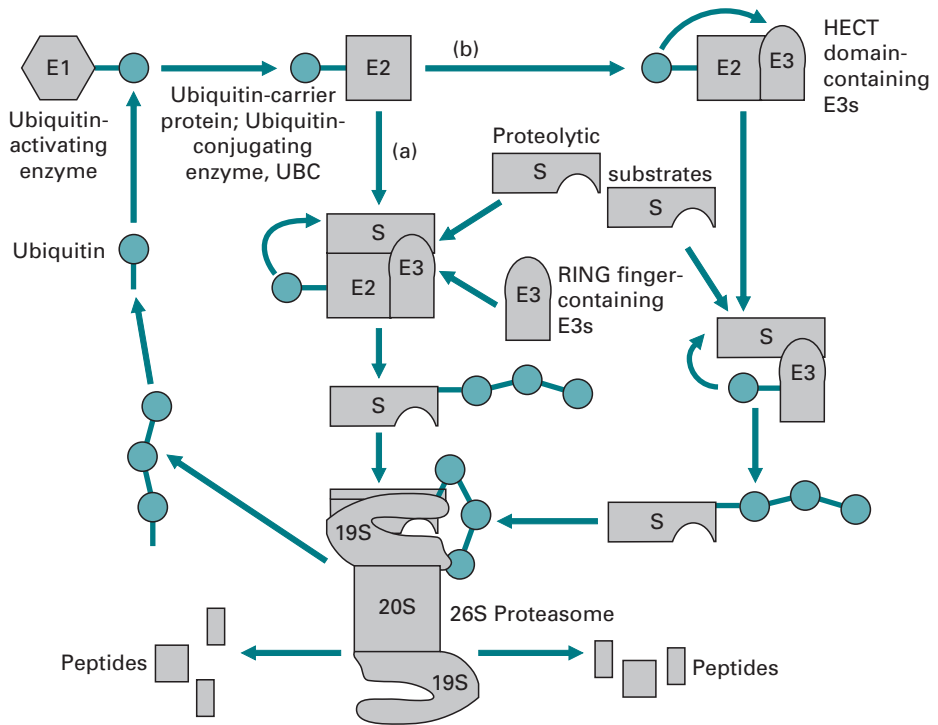 E1
Ubiquitin-
activating
enzyme
E2
Ubiquitin-carrier
protein; Ubiquitin-
conjugating
enzyme, UBC
(b)
E2
E3
HECT
domain-
containing
E3s
(a)
Proteolytic
S
substrates
S
Ubiquitin
S
E2
E3
E3
RING finger-
containing
E3s
S
E3
S
S
19S
20S
26S Proteasome
19S
Peptides
Peptides